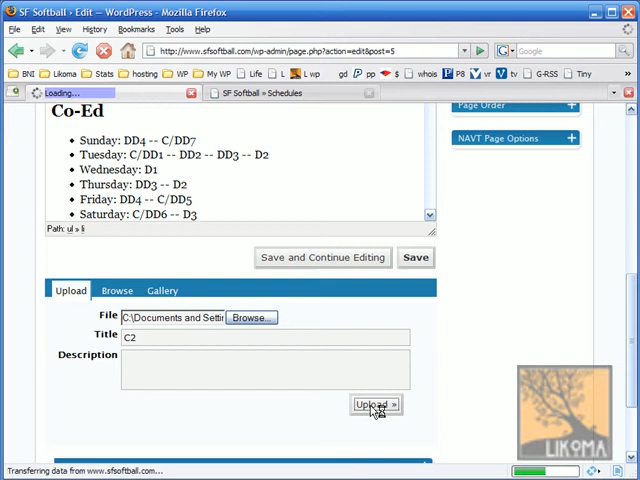 SF Softball › Edit — WordPress - Mozilla Firefox
File Edit View History Bookmarks Tools Help
http://www.sfsoftball.com/wp-admin/page.php?action=edit&post=5
Google
BNI Likoma Stats hosting WP My WP Life L wp gd pp $ whois P8 V yr def G-RSS Tiny
Loading...
SF Softball » Schedules
Co-Ed
Page Order
NAVT Page Options
Sunday: DD4 -- C/DD7
Tuesday: C/DD1 -- DD2 -- DD3 -- D2
Wednesday: D1
Thursday: DD3 -- D2
Friday: DD4 -- C/DD5
Saturday: C/DD6 -- D3
Path: ul » li
Save and Continue Editing
Save
Upload Browse Gallery
File C:\Documents and Settir Browse...
Title C2
Description
Upload »
LIKOMA
Transferring data from www.sfsoftball.com...